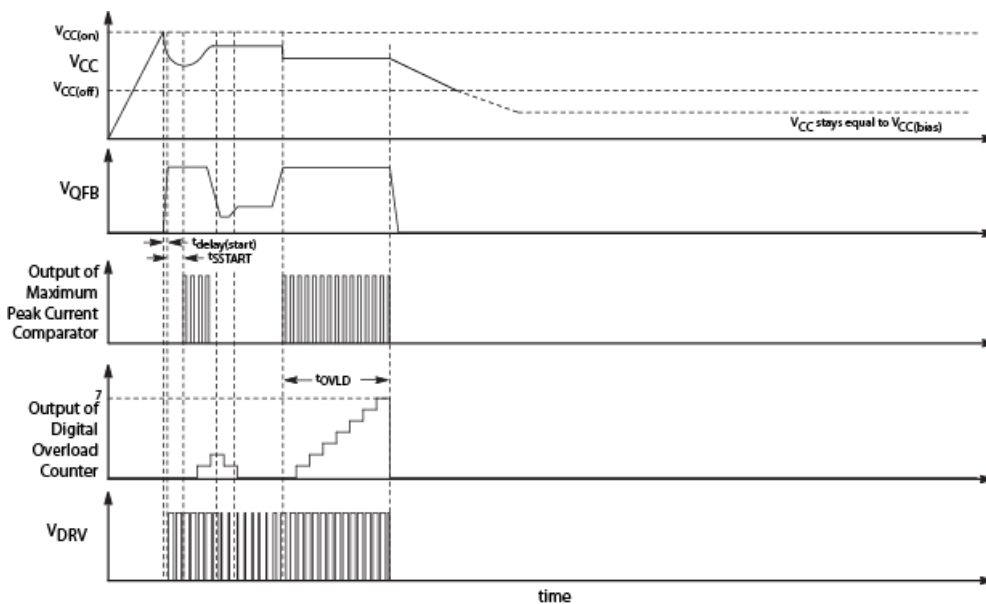 VCC(on)
VCC
VCC(off)
VCC stays equal to VCC(bias)
VQFB
tdelay(start)
tSSTART
Output of
Maximum
Peak Current
Comparator
tOVLD
7
Output of
Digital
Overload
Counter
VDRV
time